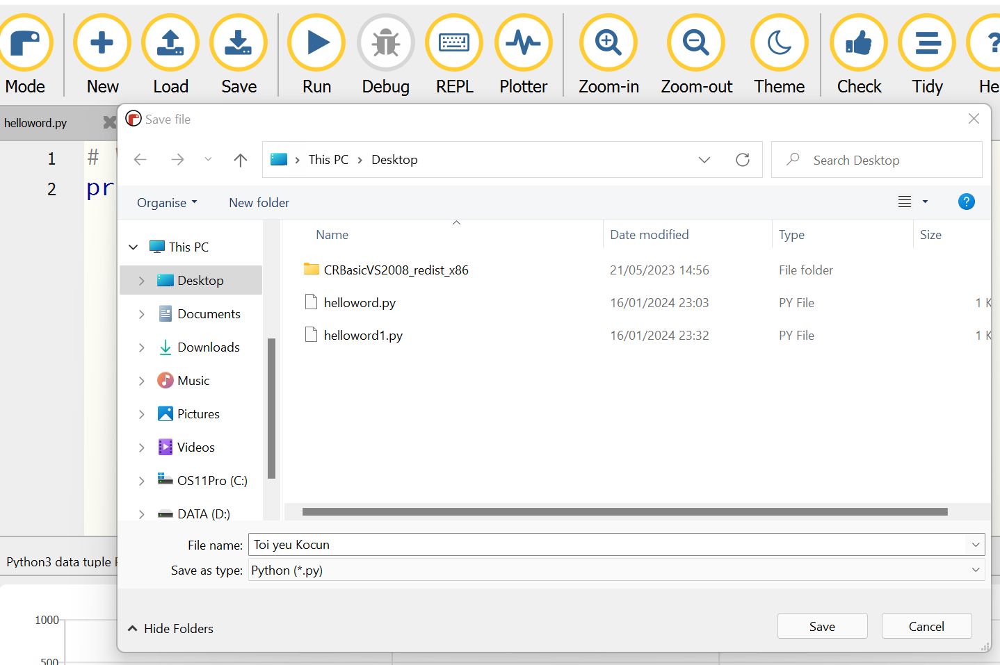 Mode New Load Save Run Debug REPL Plotter Zoom-in Zoom-out Theme Check Tidy
helloword.py
Save file
This PC Desktop
Search Desktop
1 #
2 pr
Organise New folder
Name Date modified Type Size
This PC
Desktop
Documents
Downloads
Music
Pictures
Videos
OS11Pro (C:)
DATA (D:)
CRBasicVS2008_redist_x86 21/05/2023 14:56 File folder
helloword.py 16/01/2024 23:03 PY File 1 K
helloword1.py 16/01/2024 23:32 PY File 1 K
File name: Toi yeu Kocun
Save as type: Python (*.py)
Python3 data tuple
Hide Folders
Save Cancel
1000
500